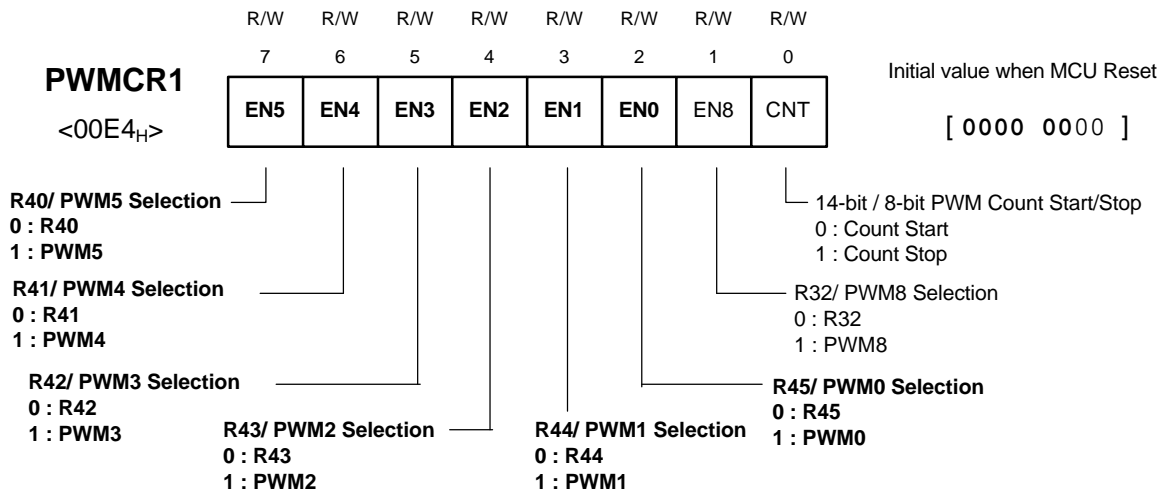 R/W R/W R/W R/W R/W R/W R/W R/W
7 6 5 4 3 2 1 0
PWMCR1
<00E4H>
EN5 EN4 EN3 EN2 EN1 EN0 EN8 CNT
Initial value when MCU Reset
[ 0000 0000 ]
R40/ PWM5 Selection
0 : R40
1 : PWM5
14-bit / 8-bit PWM Count Start/Stop
0 : Count Start
1 : Count Stop
R41/ PWM4 Selection
0 : R41
1 : PWM4
R32/ PWM8 Selection
0 : R32
1 : PWM8
R42/ PWM3 Selection
0 : R42
1 : PWM3
R45/ PWM0 Selection
0 : R45
1 : PWM0
R43/ PWM2 Selection
0 : R43
1 : PWM2
R44/ PWM1 Selection
0 : R44
1 : PWM1